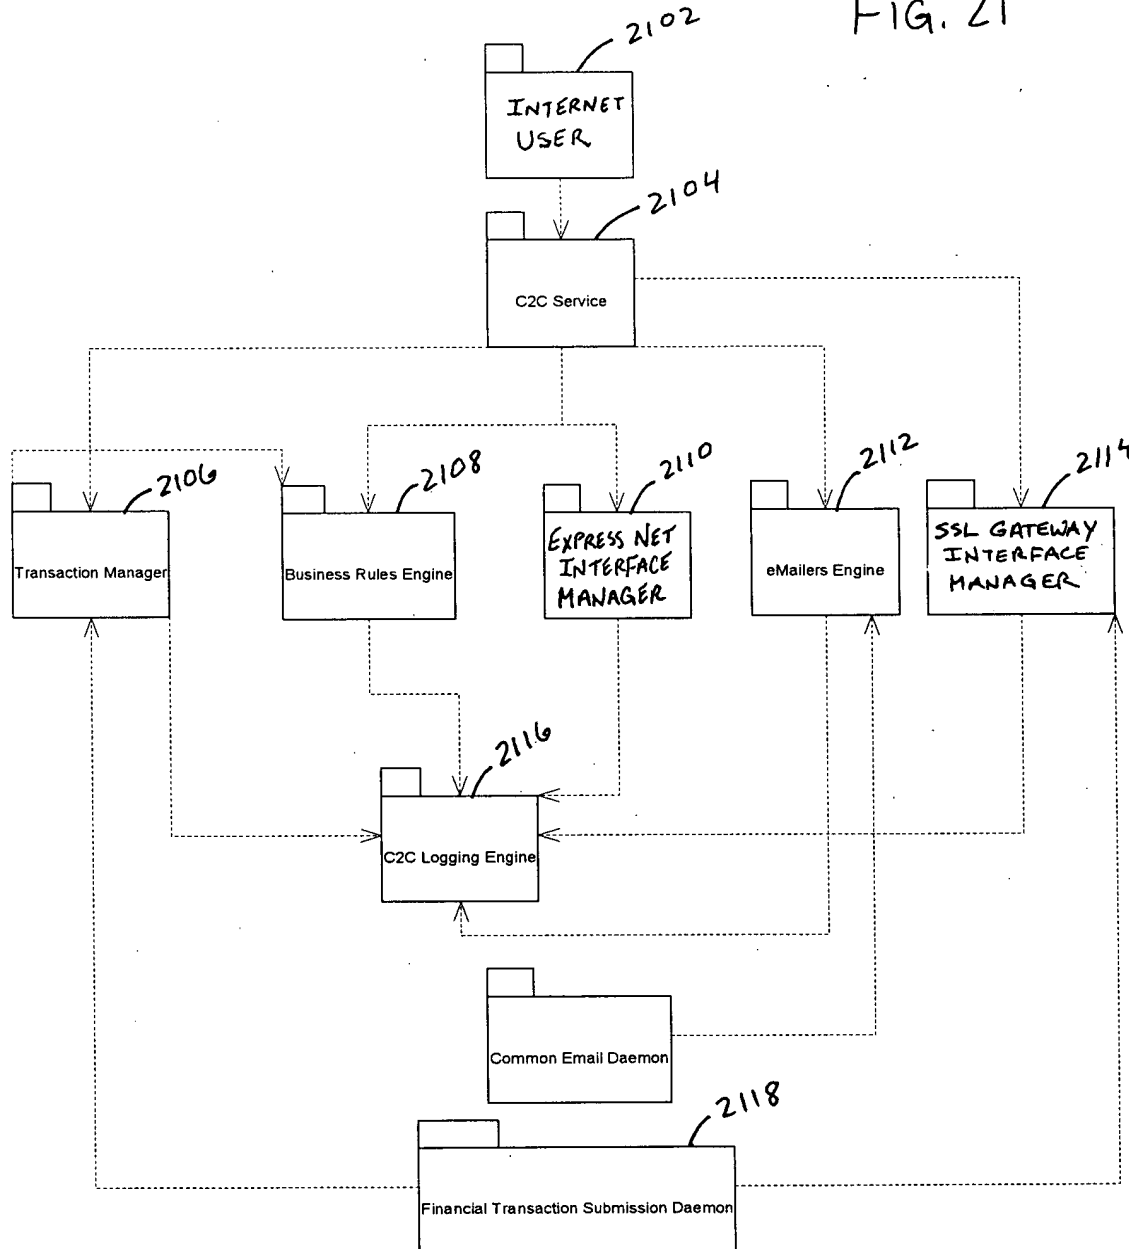 FIG. 21
2102
INTERNET
USER
2104
C2C Service
2106
2108
2110
2112
2114
Transaction Manager
Business Rules Engine
EXPRESS NET
INTERFACE
MANAGER
eMailers Engine
SSL GATEWAY
INTERFACE
MANAGER
2116
C2C Logging Engine
Common Email Daemon
2118
Financial Transaction Submission Daemon